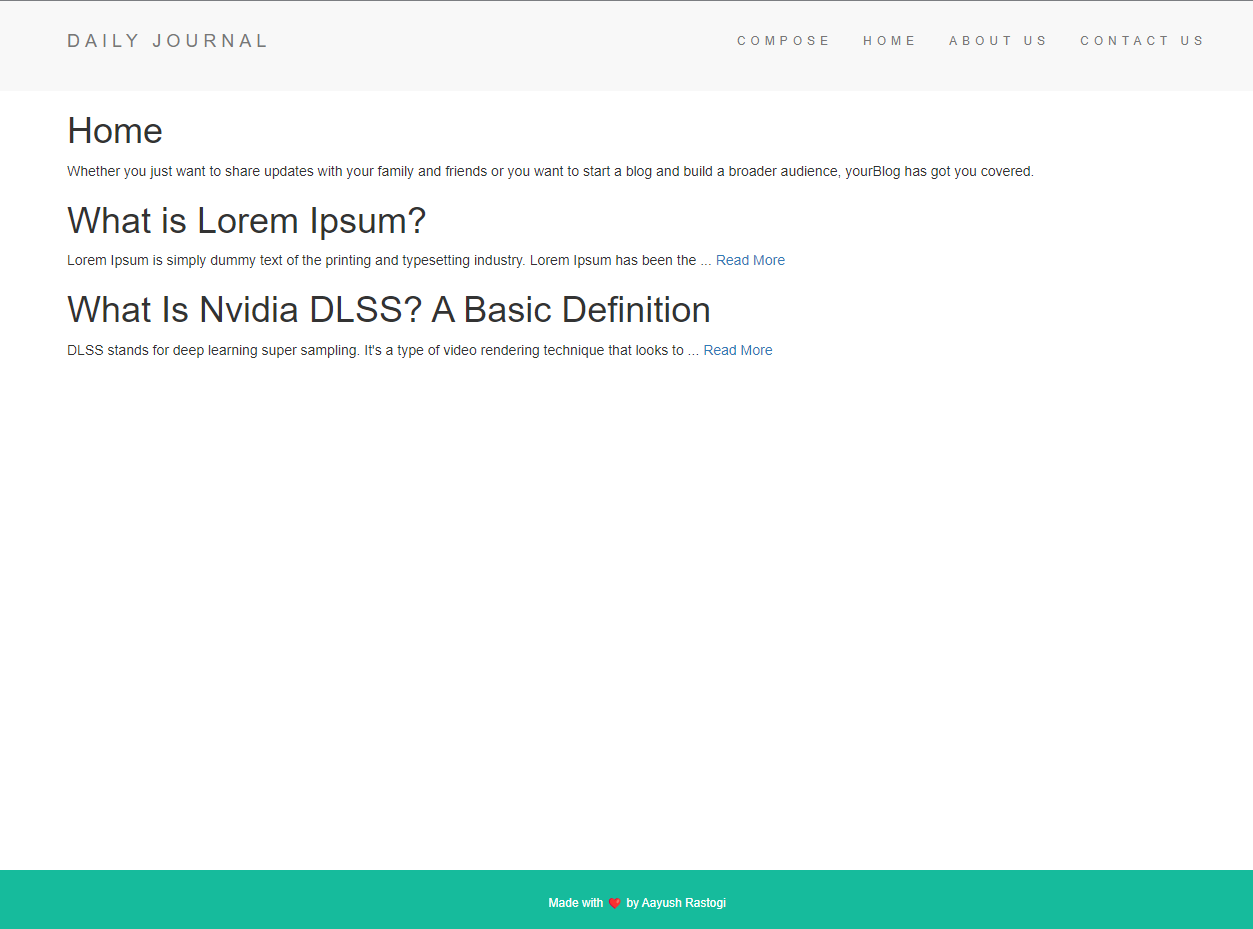 DAILY JOURNAL
COMPOSE HOME ABOUT US CONTACT US
Home
Whether you just want to share updates with your family and friends or you want to start a blog and build a broader audience, yourBlog has got you covered.
What is Lorem Ipsum?
Lorem Ipsum is simply dummy text of the printing and typesetting industry. Lorem Ipsum has been the ... Read More
What Is Nvidia DLSS? A Basic Definition
DLSS stands for deep learning super sampling. It's a type of video rendering technique that looks to ... Read More
Made with ❤️ by Aayush Rastogi